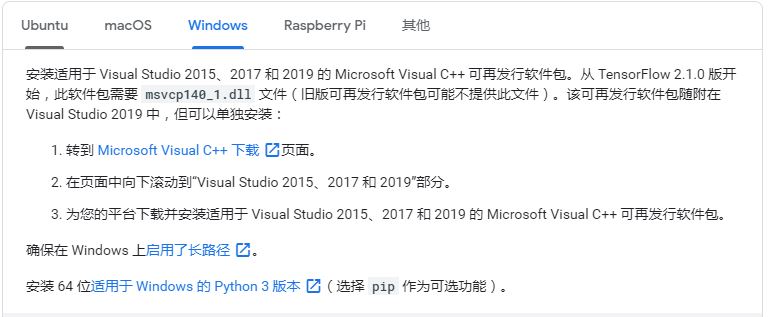 Ubuntu macOS Windows Raspberry Pi 其他
安装适用于 Visual Studio 2015、2017 和 2019 的 Microsoft Visual C++ 可再发行软件包。从 TensorFlow 2.1.0 版开
始，此软件包需要 msvcp140_1.dll 文件（旧版可再发行软件包可能不提供此文件）。该可再发行软件包随附在
Visual Studio 2019 中，但可以单独安装：
1. 转到 Microsoft Visual C++ 下载 页面。
2. 在页面中向下滚动到“Visual Studio 2015、2017 和 2019”部分。
3. 为您的平台下载并安装适用于 Visual Studio 2015、2017 和 2019 的 Microsoft Visual C++ 可再发行软件包。
确保在 Windows 上启用了长路径 。
安装 64 位适用于 Windows 的 Python 3 版本 （选择 pip 作为可选功能）。